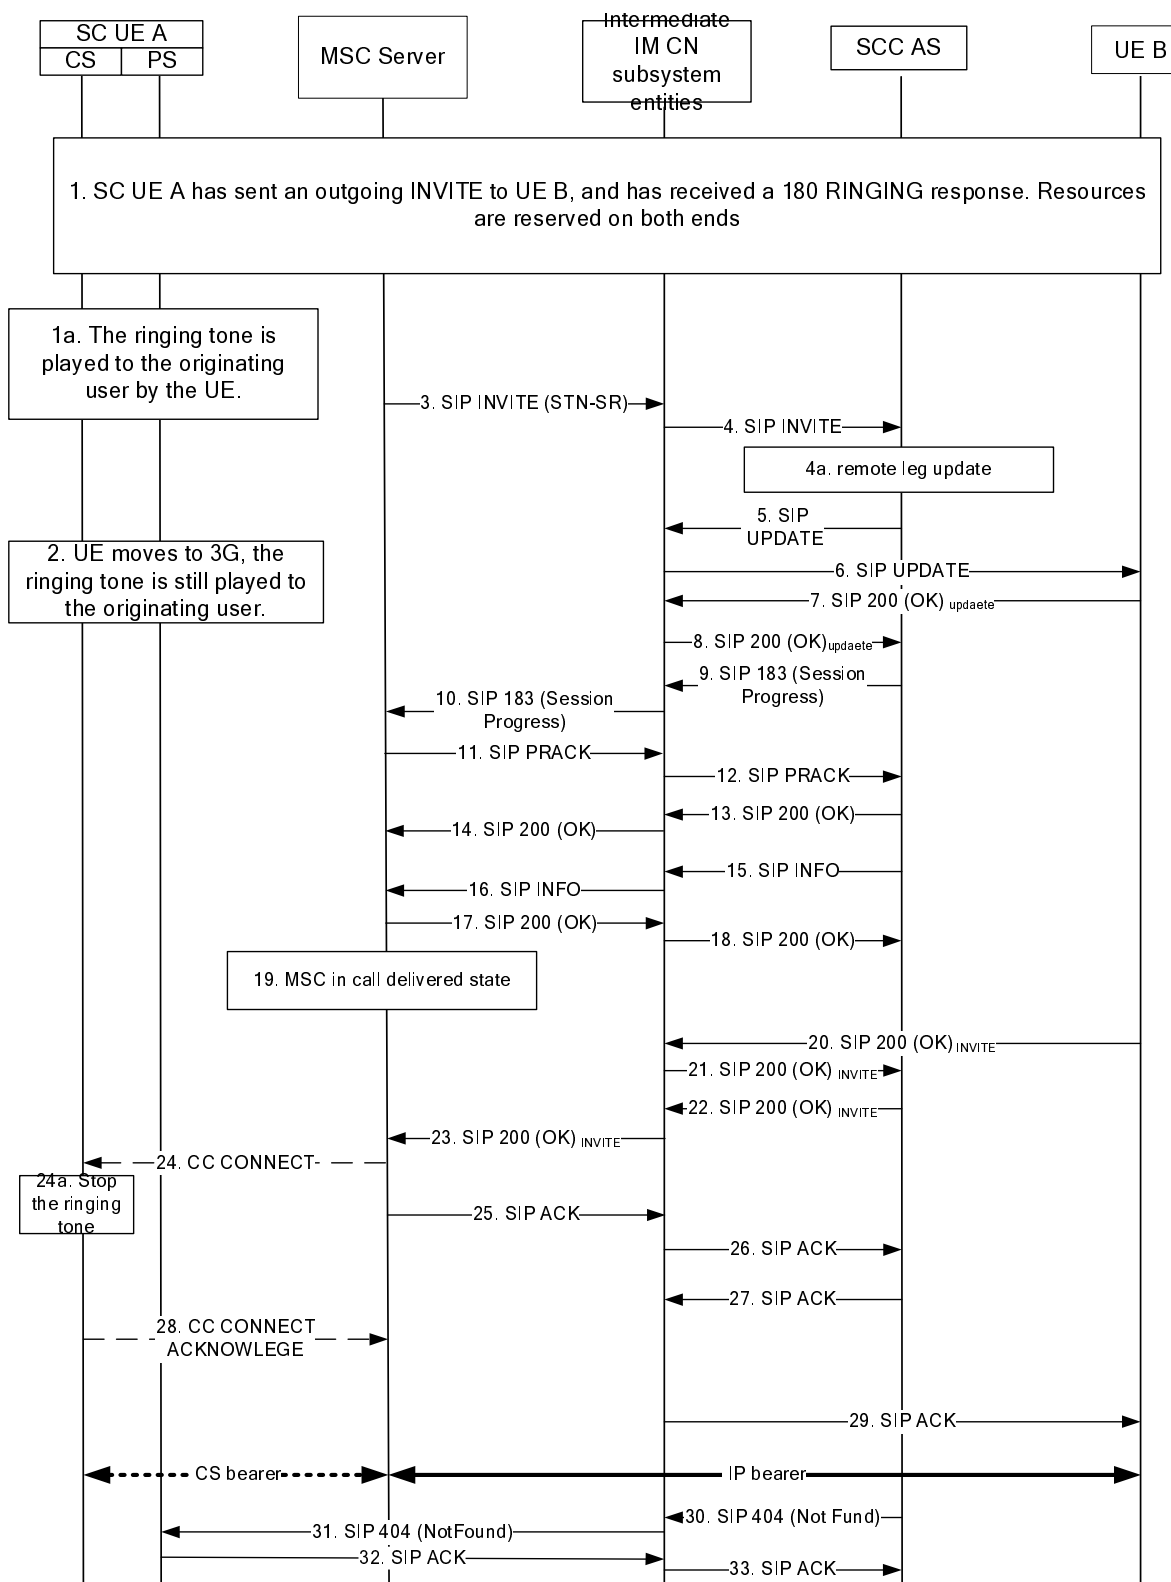 SC UE A
CS
PS
MSC Server
Intermediate
IM CN
subsystem
entities
SCC AS
UE B
1. SC UE A has sent an outgoing INVITE to UE B, and has received a 180 RINGING response. Resources
are reserved on both ends
1a. The ringing tone is
played to the originating
user by the UE.
3. SIP INVITE (STN-SR)
4. SIP INVITE
4a. remote leg update
5. SIP
UPDATE
2. UE moves to 3G, the
ringing tone is still played to
the originating user.
6. SIP UPDATE
7. SIP 200 (OK) updaete
8. SIP 200 (OK)updaete
9. SIP 183 (Session
Progress)
10. SIP 183 (Session
Progress)
11. SIP PRACK
12. SIP PRACK
13. SIP 200 (OK)
14. SIP 200 (OK)
15. SIP INFO
16. SIP INFO
17. SIP 200 (OK)
18. SIP 200 (OK)
19. MSC in call delivered state
20. SIP 200 (OK) INVITE
21. SIP 200 (OK) INVITE
22. SIP 200 (OK) INVITE
23. SIP 200 (OK) INVITE
24. CC CONNECT
24a. Stop
the ringing
tone
25. SIP ACK
26. SIP ACK
27. SIP ACK
28. CC CONNECT
ACKNOWLEGE
29. SIP ACK
CS bearer
IP bearer
30. SIP 404 (Not Fund)
31. SIP 404 (NotFound)
32. SIP ACK
33. SIP ACK